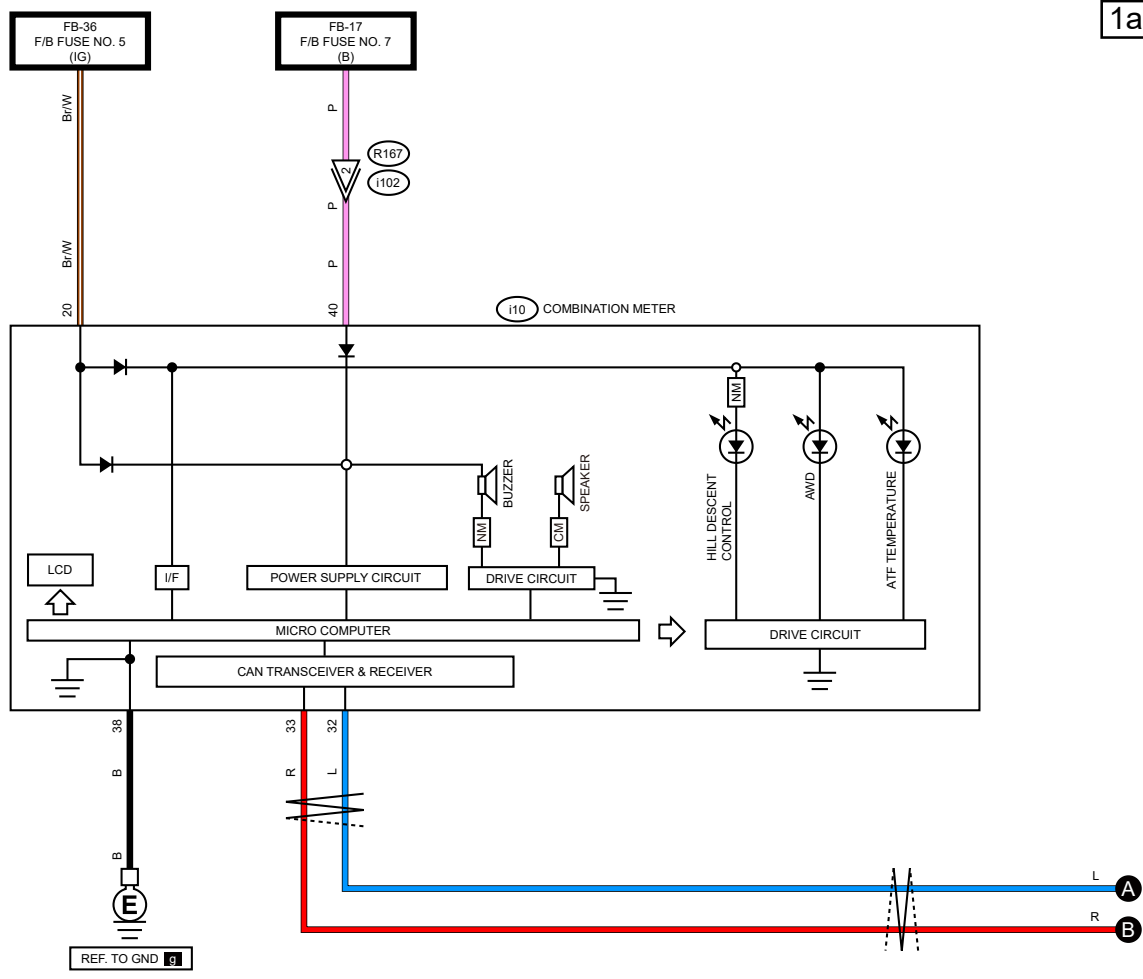 1a
FB-36
F/B FUSE NO. 5
(IG)
FB-17
F/B FUSE NO. 7
(B)
Br/W
P
2
R167
i102
P
Br/W
P
20
40
i10 COMBINATION METER
NM
BUZZER
SPEAKER
NM
CM
HILL DESCENT
CONTROL
AWD
ATF TEMPERATURE
LCD
I/F
POWER SUPPLY CIRCUIT
DRIVE CIRCUIT
MICRO COMPUTER
DRIVE CIRCUIT
CAN TRANSCEIVER & RECEIVER
38
33
32
B
R
L
B
E
REF. TO GND g
L
A
R
B